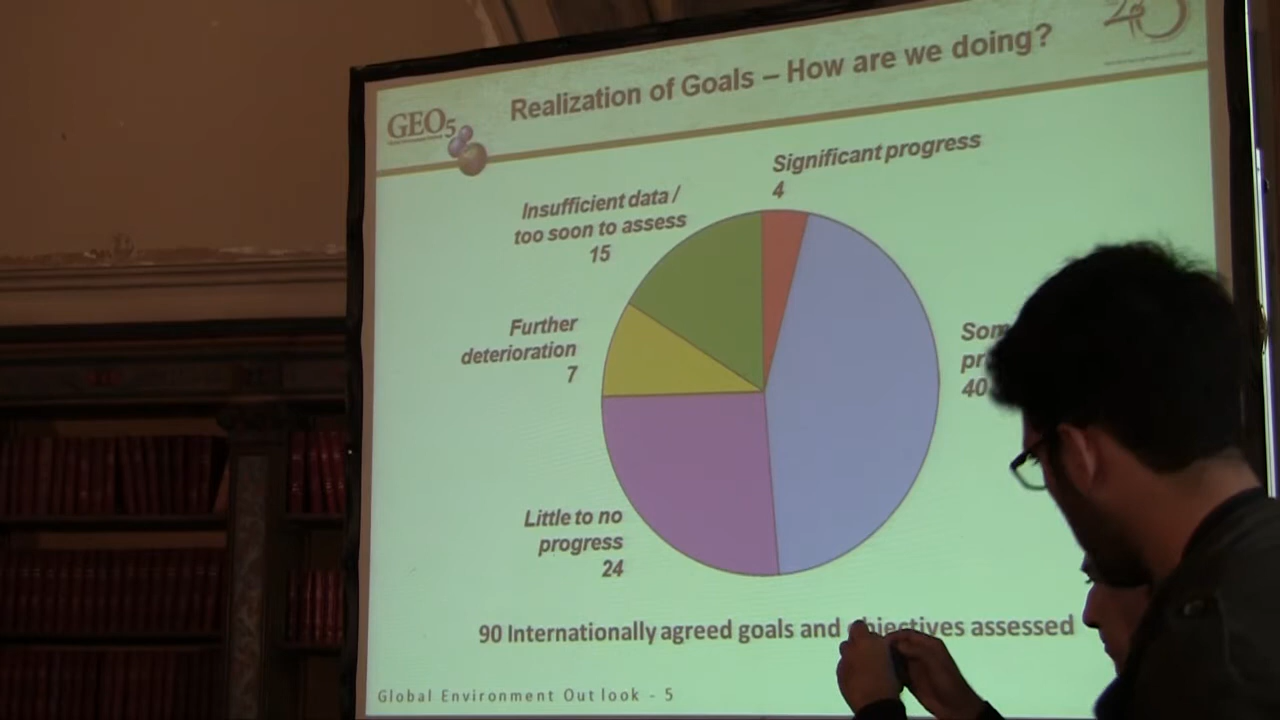 Realization of Goals – How are we doing?
GEO5
Significant progress
4
Insufficient data /
too soon to assess
15
Further
deterioration
7
40
Little to no
progress
24
90 Internationally agreed goals and objectives assessed
Global Environment Outlook - 5